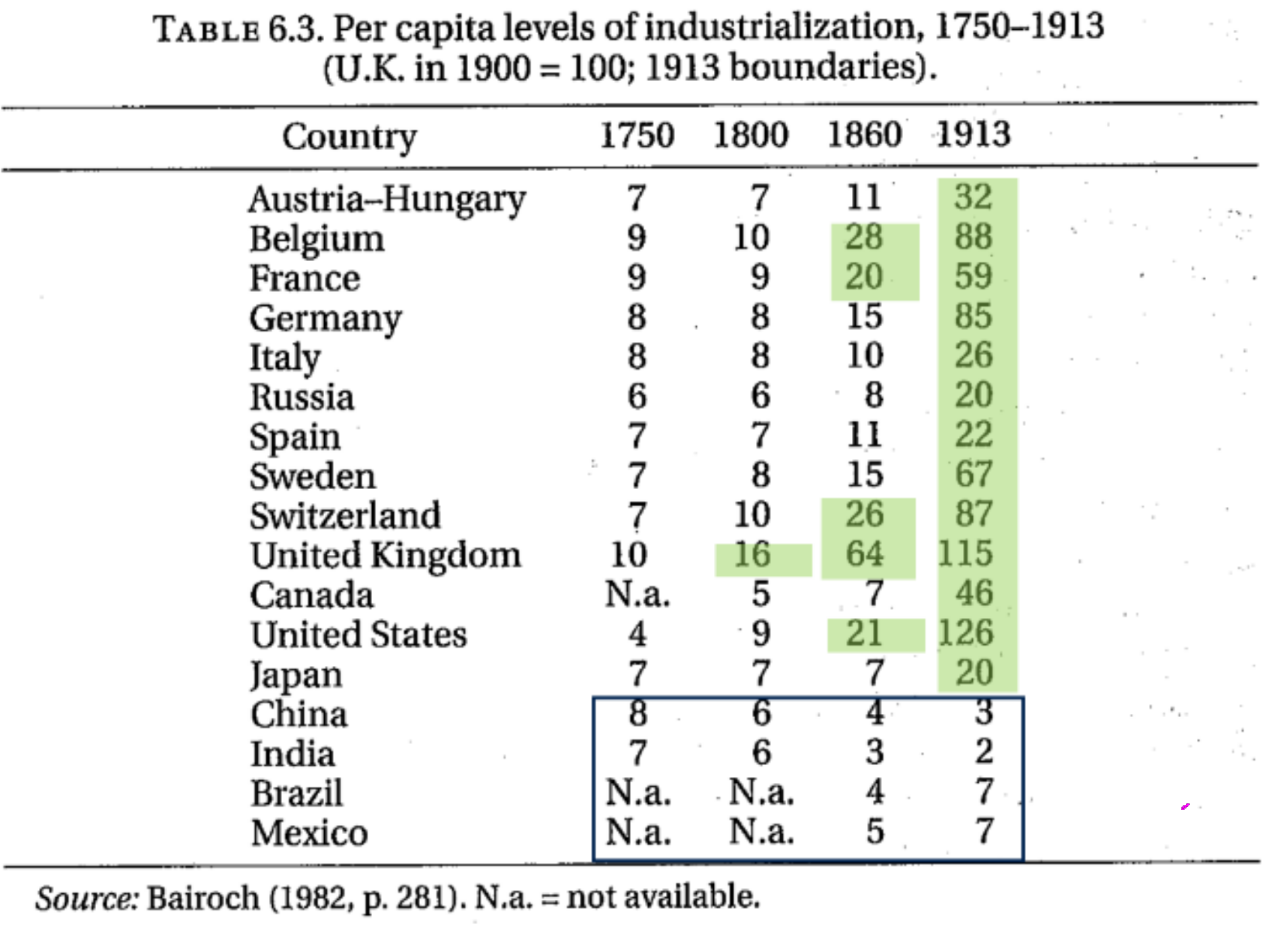 TABLE 6.3. Per capita levels of industrialization, 1750–1913
(U.K. in 1900 = 100; 1913 boundaries).
Country 1750 1800 1860 1913
Austria–Hungary 7 7 11 32
Belgium 9 10 28 88
France 9 9 20 59
Germany 8 8 15 85
Italy 8 8 10 26
Russia 6 6 8 20
Spain 7 7 11 22
Sweden 7 8 15 67
Switzerland 7 10 26 87
United Kingdom 10 16 64 115
Canada N.a. 5 7 46
United States 4 9 21 126
Japan 7 7 7 20
China 8 6 4 3
India 7 6 3 2
Brazil N.a. N.a. 4 7
Mexico N.a. N.a. 5 7
Source: Bairoch (1982, p. 281). N.a. = not available.